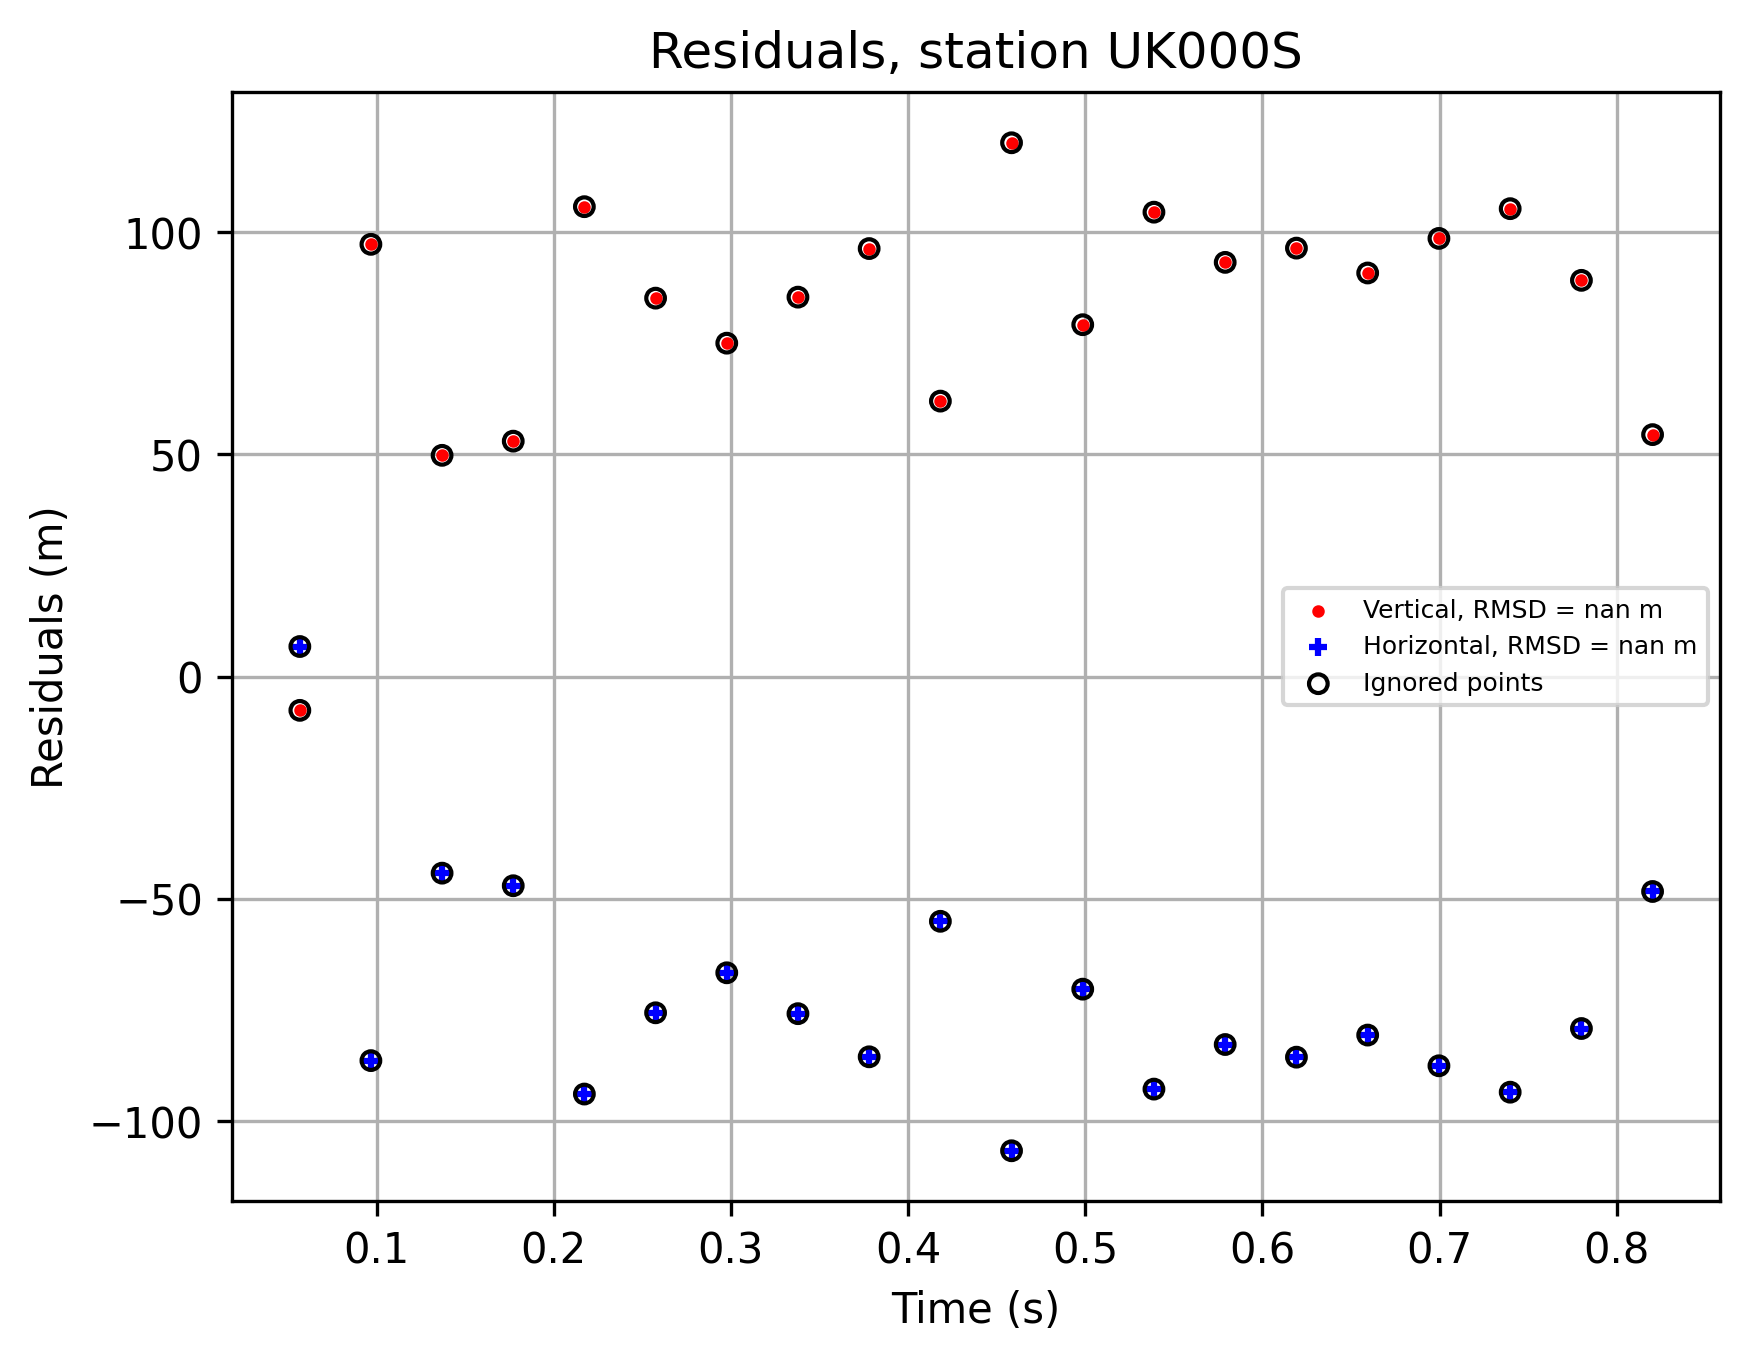 Residuals, station UK000S
Residuals (m)
100
50
0
−50
−100
Vertical, RMSD = nan m
Horizontal, RMSD = nan m
Ignored points
0.1 0.2 0.3 0.4 0.5 0.6 0.7 0.8
Time (s)